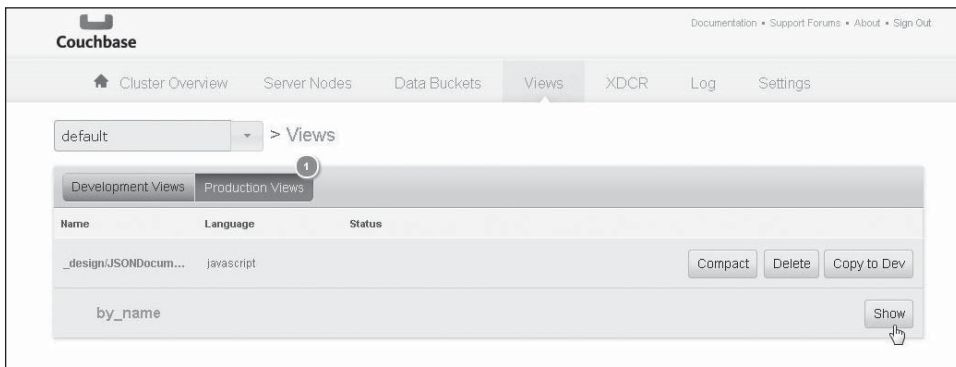 Couchbase
Documentation • Support Forums • About • Sign Out
Cluster Overview Server Nodes Data Buckets Views XDCR Log Settings
default > Views
1
Development Views Production Views
Name Language Status
_design/JSONDocum... javascript Compact Delete Copy to Dev
by_name Show